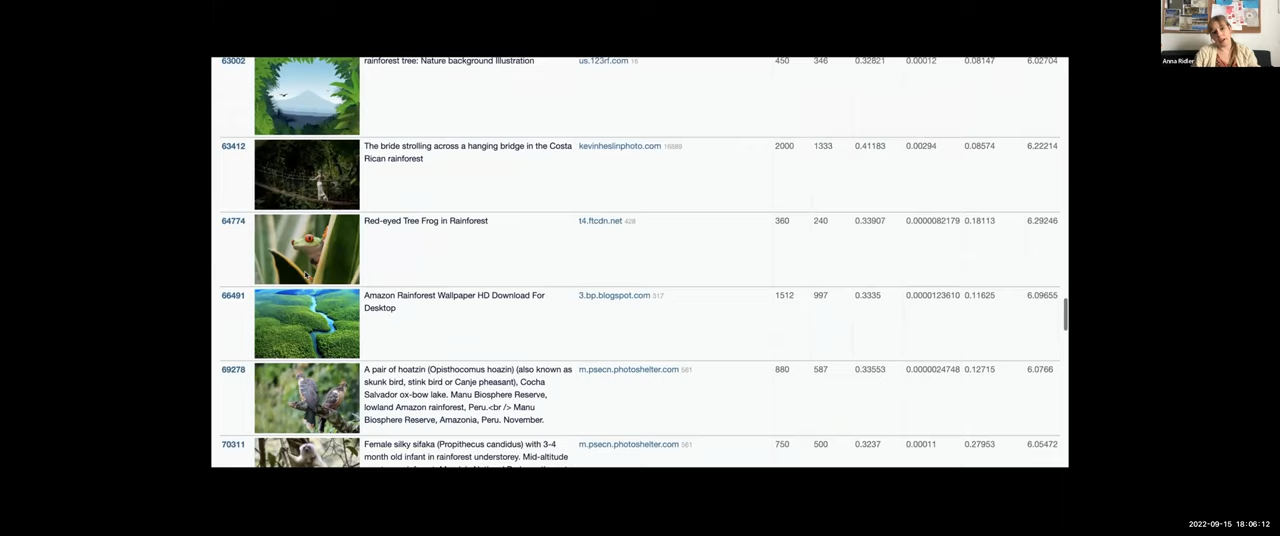 Anna Ridler
63002 rainforest tree: Nature background Illustration us.123rf.com 16 450 346 0.32821 0.00012 0.08147 6.02704
63412 The bride strolling across a hanging bridge in the Costa kevinheslinphoto.com 16889 2000 1333 0.41183 0.00294 0.08574 6.22214
Rican rainforest
64774 Red-eyed Tree Frog in Rainforest t4.ftcdn.net 428 360 240 0.33907 0.0000082179 0.18113 6.29246
66491 Amazon Rainforest Wallpaper HD Download For 3.bp.blogspot.com 317 1512 997 0.3335 0.0000123610 0.11625 6.09655
Desktop
69278 A pair of hoatzin (Opisthocomus hoazin) (also known as m.psecn.photoshelter.com 561 880 587 0.33553 0.0000024748 0.12715 6.0766
skunk bird, stink bird or Canje pheasant), Cocha
Salvador ox-bow lake. Manu Biosphere Reserve,
lowland Amazon rainforest, Peru.<br /> Manu
Biosphere Reserve, Amazonia, Peru. November.
70311 Female silky sifaka (Propithecus candidus) with 3-4 m.psecn.photoshelter.com 561 750 500 0.3237 0.00011 0.27953 6.05472
month old infant in rainforest understorey. Mid-altitude
2022-09-15 18:06:12